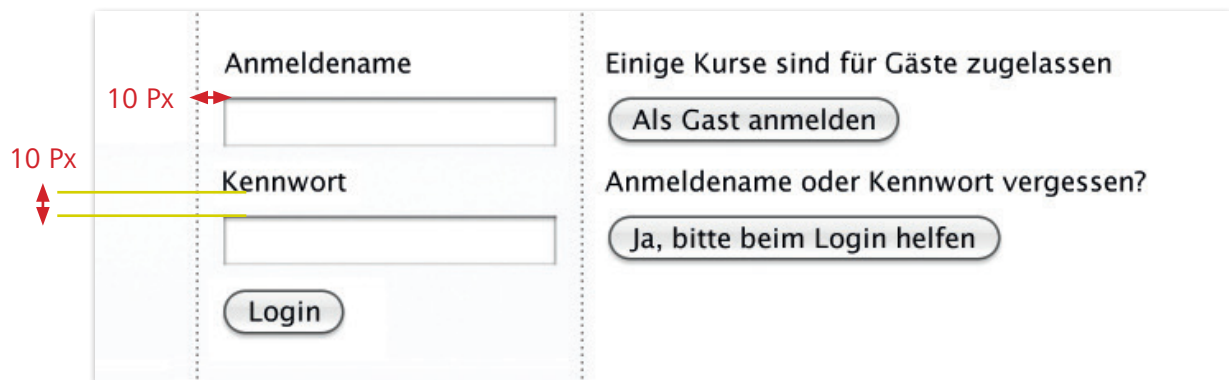 Anmeldename
10 Px
10 Px
Kennwort
Login
Einige Kurse sind für Gäste zugelassen
Als Gast anmelden
Anmeldename oder Kennwort vergessen?
Ja, bitte beim Login helfen